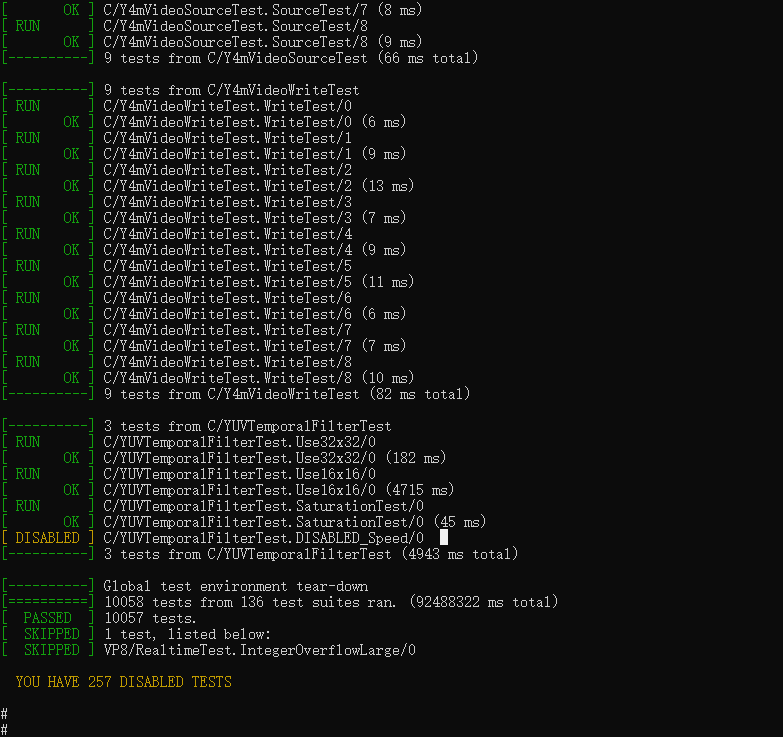 [       OK ] C/Y4mVideoSourceTest.SourceTest/7 (8 ms)
[ RUN      ] C/Y4mVideoSourceTest.SourceTest/8
[       OK ] C/Y4mVideoSourceTest.SourceTest/8 (9 ms)
[----------] 9 tests from C/Y4mVideoSourceTest (66 ms total)
[----------] 9 tests from C/Y4mVideoWriteTest
[ RUN      ] C/Y4mVideoWriteTest.WriteTest/0
[       OK ] C/Y4mVideoWriteTest.WriteTest/0 (6 ms)
[ RUN      ] C/Y4mVideoWriteTest.WriteTest/1
[       OK ] C/Y4mVideoWriteTest.WriteTest/1 (9 ms)
[ RUN      ] C/Y4mVideoWriteTest.WriteTest/2
[       OK ] C/Y4mVideoWriteTest.WriteTest/2 (13 ms)
[ RUN      ] C/Y4mVideoWriteTest.WriteTest/3
[       OK ] C/Y4mVideoWriteTest.WriteTest/3 (7 ms)
[ RUN      ] C/Y4mVideoWriteTest.WriteTest/4
[       OK ] C/Y4mVideoWriteTest.WriteTest/4 (9 ms)
[ RUN      ] C/Y4mVideoWriteTest.WriteTest/5
[       OK ] C/Y4mVideoWriteTest.WriteTest/5 (11 ms)
[ RUN      ] C/Y4mVideoWriteTest.WriteTest/6
[       OK ] C/Y4mVideoWriteTest.WriteTest/6 (6 ms)
[ RUN      ] C/Y4mVideoWriteTest.WriteTest/7
[       OK ] C/Y4mVideoWriteTest.WriteTest/7 (7 ms)
[ RUN      ] C/Y4mVideoWriteTest.WriteTest/8
[       OK ] C/Y4mVideoWriteTest.WriteTest/8 (10 ms)
[----------] 9 tests from C/Y4mVideoWriteTest (82 ms total)
[----------] 3 tests from C/YUVTemporalFilterTest
[ RUN      ] C/YUVTemporalFilterTest.Use32x32/0
[       OK ] C/YUVTemporalFilterTest.Use32x32/0 (182 ms)
[ RUN      ] C/YUVTemporalFilterTest.Use16x16/0
[       OK ] C/YUVTemporalFilterTest.Use16x16/0 (4715 ms)
[ RUN      ] C/YUVTemporalFilterTest.SaturationTest/0
[       OK ] C/YUVTemporalFilterTest.SaturationTest/0 (45 ms)
[ DISABLED ] C/YUVTemporalFilterTest.DISABLED_Speed/0
[----------] 3 tests from C/YUVTemporalFilterTest (4943 ms total)
[----------] Global test environment tear-down
[==========] 10058 tests from 136 test suites ran. (92488322 ms total)
[  PASSED  ] 10057 tests.
[  SKIPPED ] 1 test, listed below:
[  SKIPPED ] VP8/RealtimeTest.IntegerOverflowLarge/0
YOU HAVE 257 DISABLED TESTS
#
#